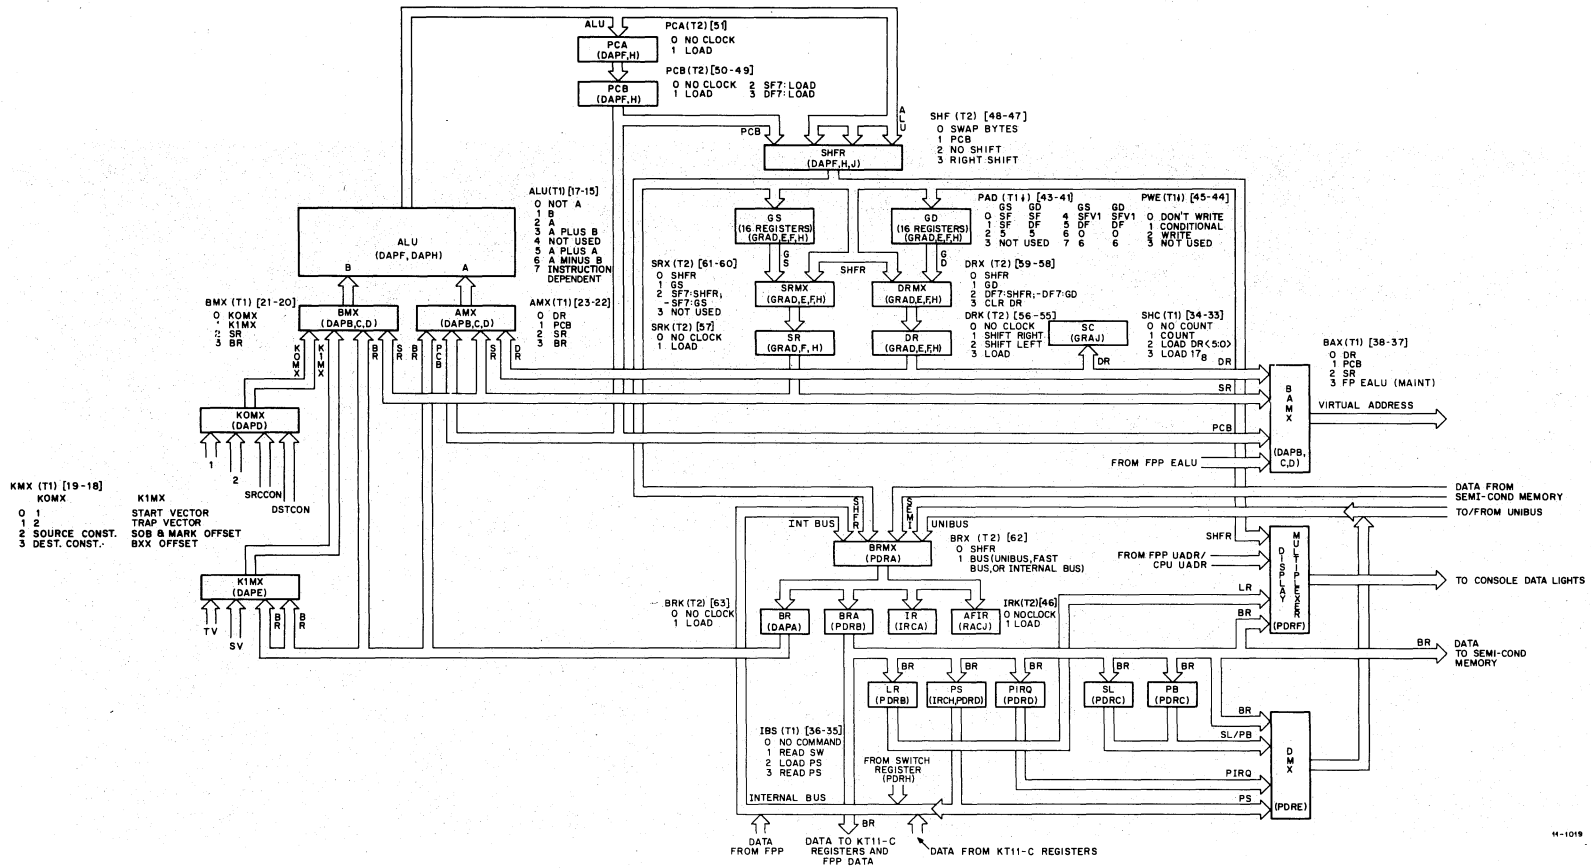 ALU
PCA(T2) [51]
0 NO CLOCK
1 LOAD
PCA
(DAPF,H)
PCB(T2) [50-49]
0 NO CLOCK 2 SF7:LOAD
1 LOAD 3 DF7:LOAD
PCB
(DAPF,H)
ALU
PCB
SHF (T2) [48-47]
0 SWAP BYTES
1 PCB
2 NO SHIFT
3 RIGHT SHIFT
SHFR
(DAPF,H,J)
ALU(T1) [17-15]
0 NOT A
1 B
2 A
3 A PLUS B
4 NOT USED
5 A PLUS A
6 A MINUS B
7 INSTRUCTION
DEPENDENT
ALU
(DAPF, DAPH)
B A
GS
(16 REGISTERS)
(GRAD,E,F,H)
GD
(16 REGISTERS)
(GRAD,E,F,H)
PAD (T1↓) [43-41]
GS GD GS GD
0 SF SF 4 SFV1 SFV1
1 SF DF 5 DF DF
2 5 5 6 0 0
3 NOT USED 7 6 6
PWE(T1↓) [45-44]
0 DON'T WRITE
1 CONDITIONAL
2 WRITE
3 NOT USED
GS
SHFR
GD
SRX (T2) [61-60]
0 SHFR
1 GS
2 SF7:SHFR;
-SF7:GS
3 NOT USED
SRMX
(GRAD,E,F,H)
DRMX
(GRAD,E,F,H)
DRX (T2) [59-58]
0 SHFR
1 GD
2 DF7:SHFR;-DF7:GD
3 CLR DR
SRK (T2) [57]
0 NO CLOCK
1 LOAD
SR
(GRAD,F,H)
DR
(GRAD,E,F,H)
DRK (T2) [56-55]
0 NO CLOCK
1 SHIFT RIGHT
2 SHIFT LEFT
3 LOAD
SC
(GRAJ)
SHC (T1) [34-33]
0 NO COUNT
1 COUNT
2 LOAD DR<5:0>
3 LOAD 17₈
BMX (T1) [21-20]
0 KOMX
1 K1MX
2 SR
3 BR
BMX
(DAPB,C,D)
AMX
(DAPB,C,D)
AMX(T1) [23-22]
0 DR
1 PCB
2 SR
3 BR
KOMX
K1MX
BR
SR
BR
PCB
SR
DR
DR
DR
SR
PCB
BAX(T1) [38-37]
0 DR
1 PCB
2 SR
3 FP EALU (MAINT)
BAMX
(DAPB,
C,D)
VIRTUAL ADDRESS
FROM FPP EALU
KOMX
(DAPD)
1
2
SRCCON
DSTCON
KMX (T1) [19-18]
KOMX K1MX
0 1 START VECTOR
1 2 TRAP VECTOR
2 SOURCE CONST. SOB & MARK OFFSET
3 DEST. CONST. BXX OFFSET
K1MX
(DAPE)
TV
SV
BR
BR
DATA FROM
SEMI-COND MEMORY
TO/FROM UNIBUS
INT BUS
SHFR
SEMI
UNIBUS
BRMX
(PDRA)
BRX (T2) [62]
0 SHFR
1 BUS(UNIBUS,FAST
BUS,OR INTERNAL BUS)
SHFR
FROM FPP UADR/
CPU UADR
LR
BR
DISPLAY
MULTIPLEXER
(PDRF)
TO CONSOLE DATA LIGHTS
BRK (T2) [63]
0 NO CLOCK
1 LOAD
BR
(DAPA)
BRA
(PDRB)
IR
(IRCA)
AFIR
(RACJ)
IRK(T2)[46]
0 NOCLOCK
1 LOAD
BR
DATA
TO SEMI-COND
MEMORY
BR
BR
BR
BR
BR
LR
(PDRB)
PS
(IRCH,PDRD)
PIRQ
(PDRD)
SL
(PDRC)
PB
(PDRC)
BR
SL/PB
PIRQ
PS
DMX
(PDRE)
IBS (T1) [36-35]
0 NO COMMAND
1 READ SW
2 LOAD PS
3 READ PS
FROM SWITCH
REGISTER
(PDRH)
INTERNAL BUS
DATA
FROM FPP
BR
DATA TO KT11-C
REGISTERS AND
FPP DATA
DATA FROM KT11-C REGISTERS
11-1019